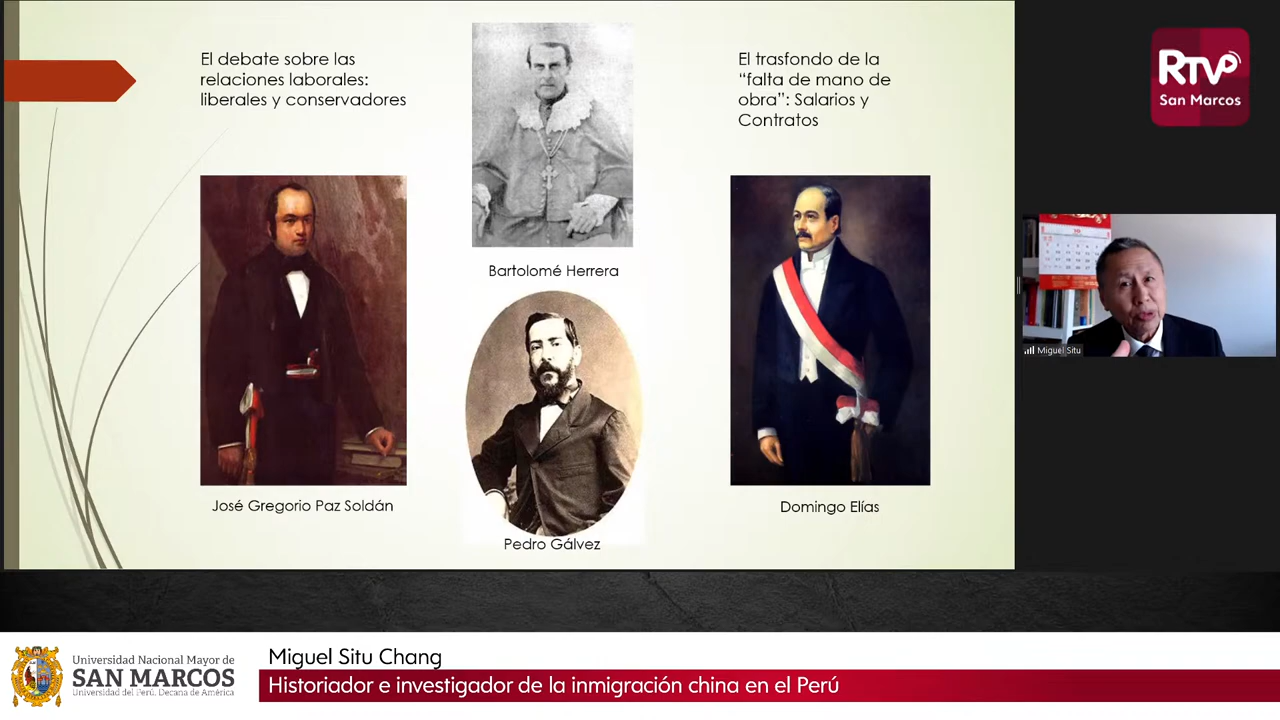 El debate sobre las
relaciones laborales:
liberales y conservadores
El trasfondo de la
“falta de mano de
obra”: Salarios y
Contratos
Bartolomé Herrera
José Gregorio Paz Soldán
Pedro Gálvez
Domingo Elías
RTVP
San Marcos
Miguel Situ
Universidad Nacional Mayor de
SAN MARCOS
Universidad del Perú. Decana de América
Miguel Situ Chang
Historiador e investigador de la inmigración china en el Perú